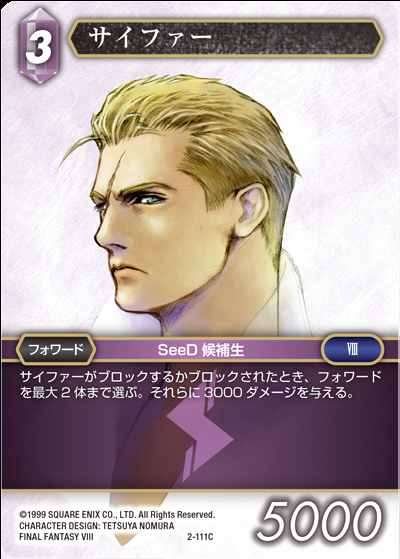 3
サイファー
フォワード
SeeD 候補生
VIII
サイファーがブロックするかブロックされたとき、フォワード
を最大 2 体まで選ぶ。それらに 3000 ダメージを与える。
©1999 SQUARE ENIX CO., LTD. All Rights Reserved.
CHARACTER DESIGN: TETSUYA NOMURA
FINAL FANTASY VIII
2-111C
5000